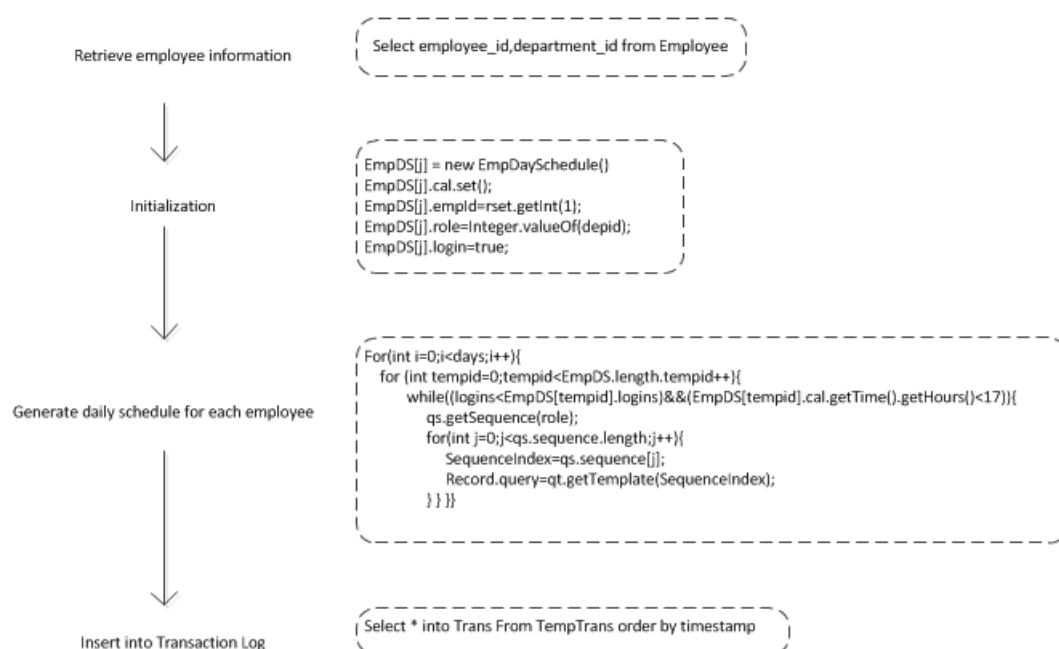 Retrieve employee information
Select employee_id,department_id from Employee
Initialization
EmpDS[j] = new EmpDaySchedule()
EmpDS[j].cal.set();
EmpDS[j].empId=rset.getInt(1);
EmpDS[j].role=Integer.valueOf(depid);
EmpDS[j].login=true;
Generate daily schedule for each employee
For(int i=0;i<days;i++){
for (int tempid=0;tempid<EmpDS.length.tempid++){
while((logins<EmpDS[tempid].logins)&&(EmpDS[tempid].cal.getTime().getHours()<17)){
qs.getSequence(role);
for(int j=0;j<qs.sequence.length;j++){
SequenceIndex=qs.sequence[j];
Record.query=qt.getTemplate(SequenceIndex);
} } }}
Insert into Transaction Log
Select * into Trans From TempTrans order by timestamp